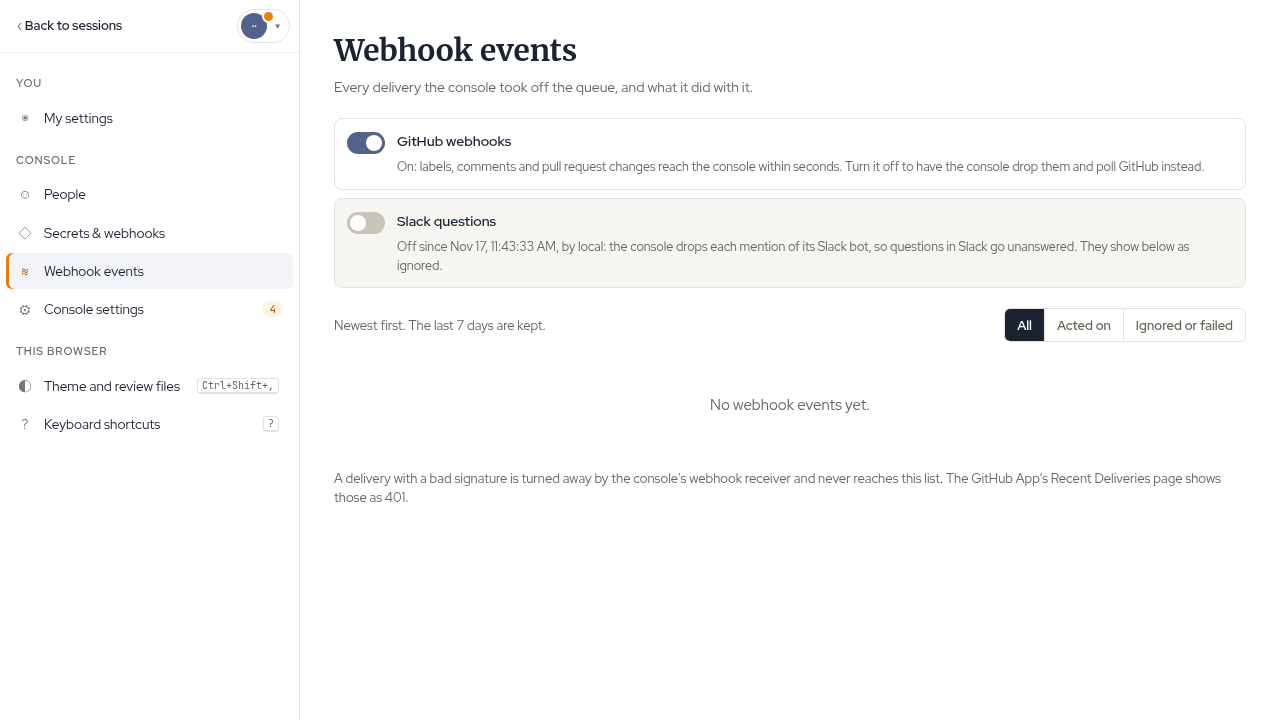 ‹ Back to sessions
YOU
My settings
CONSOLE
People
Secrets & webhooks
Webhook events
Console settings 4
THIS BROWSER
Theme and review files Ctrl+Shift+,
? Keyboard shortcuts ?
Webhook events
Every delivery the console took off the queue, and what it did with it.
GitHub webhooks
On: labels, comments and pull request changes reach the console within seconds. Turn it off to have the console drop them and poll GitHub instead.
Slack questions
Off since Nov 17, 11:43:33 AM, by local: the console drops each mention of its Slack bot, so questions in Slack go unanswered. They show below as
ignored.
Newest first. The last 7 days are kept.
All Acted on Ignored or failed
No webhook events yet.
A delivery with a bad signature is turned away by the console's webhook receiver and never reaches this list. The GitHub App’s Recent Deliveries page shows
those as 401.